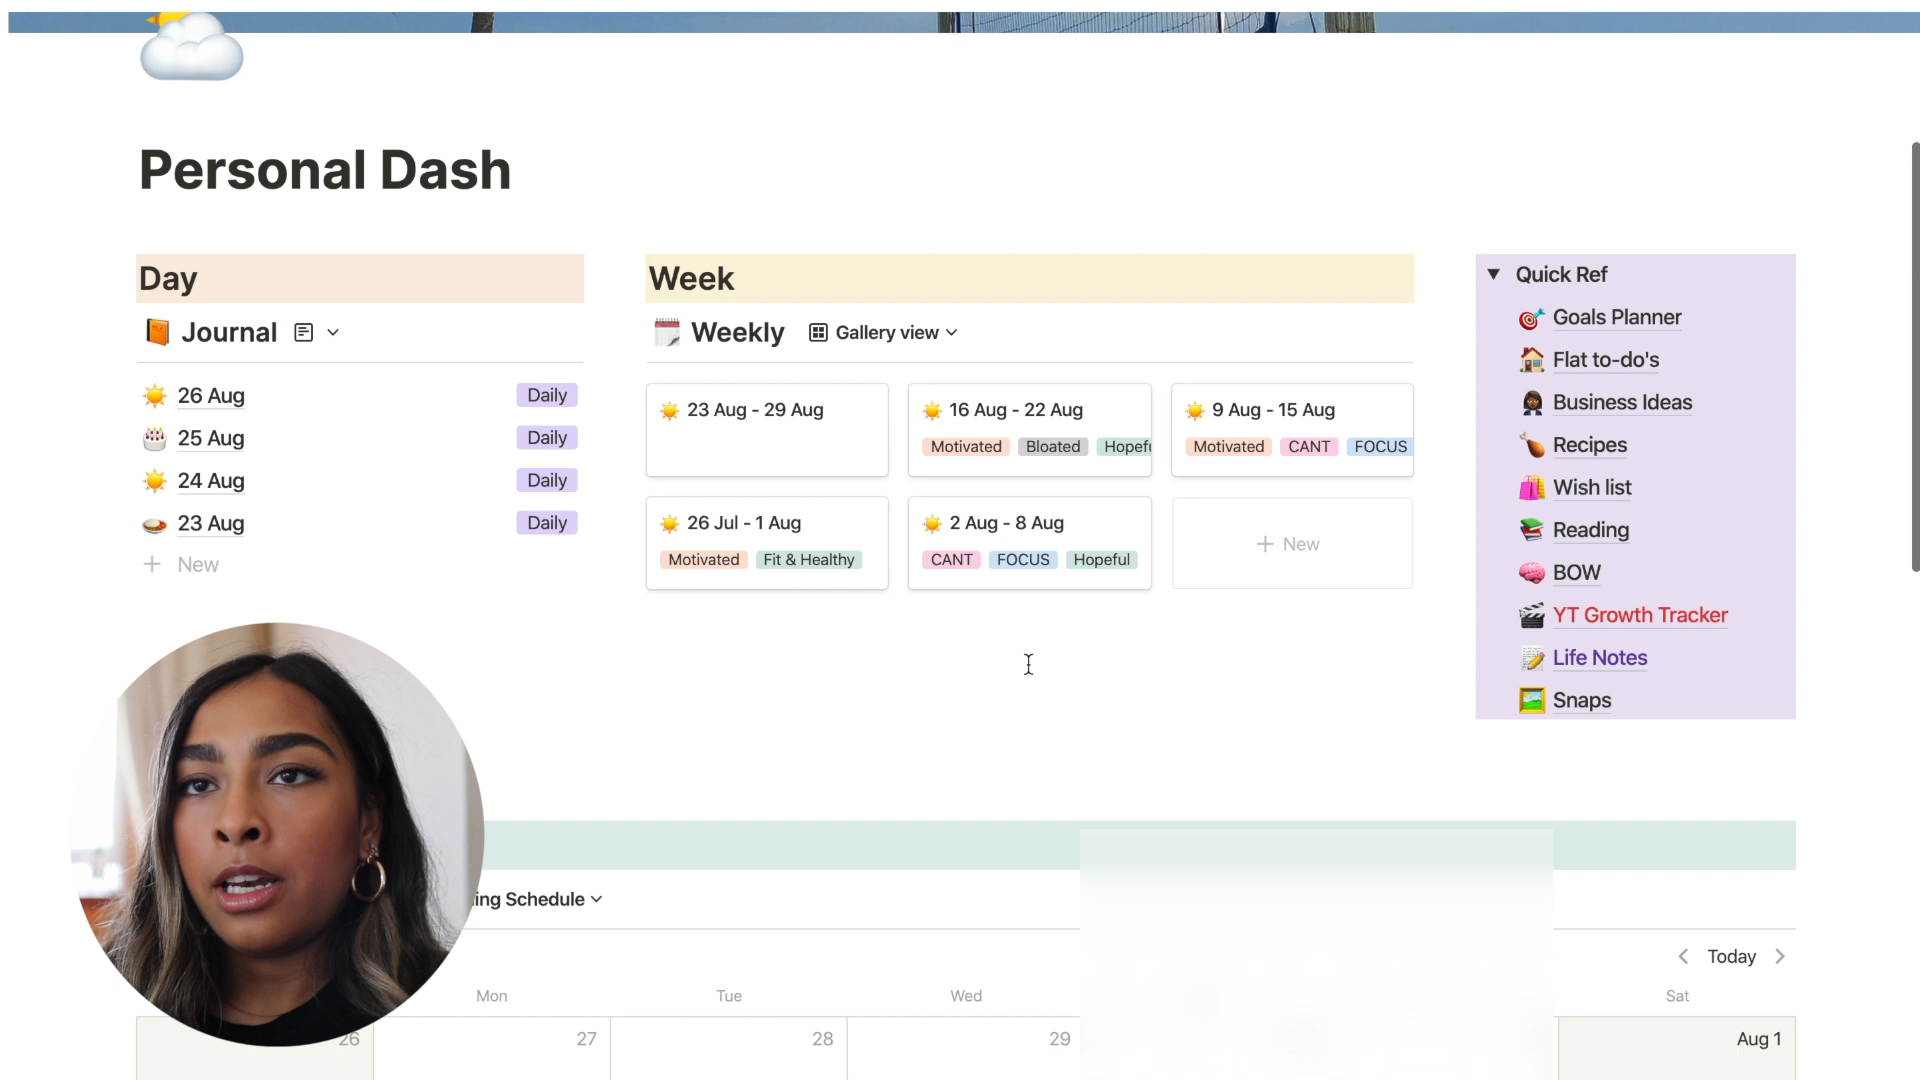 Personal Dash
Day
Journal
26 Aug Daily
25 Aug Daily
24 Aug Daily
23 Aug Daily
New
Week
Weekly Gallery view
23 Aug - 29 Aug
16 Aug - 22 Aug
Motivated Bloated Hopefu
9 Aug - 15 Aug
Motivated CANT FOCUS
26 Jul - 1 Aug
Motivated Fit & Healthy
2 Aug - 8 Aug
CANT FOCUS Hopeful
New
Quick Ref
Goals Planner
Flat to-do's
Business Ideas
Recipes
Wish list
Reading
BOW
YT Growth Tracker
Life Notes
Snaps
ing Schedule
Today
Mon Tue Wed Sat
26 27 28 29 Aug 1